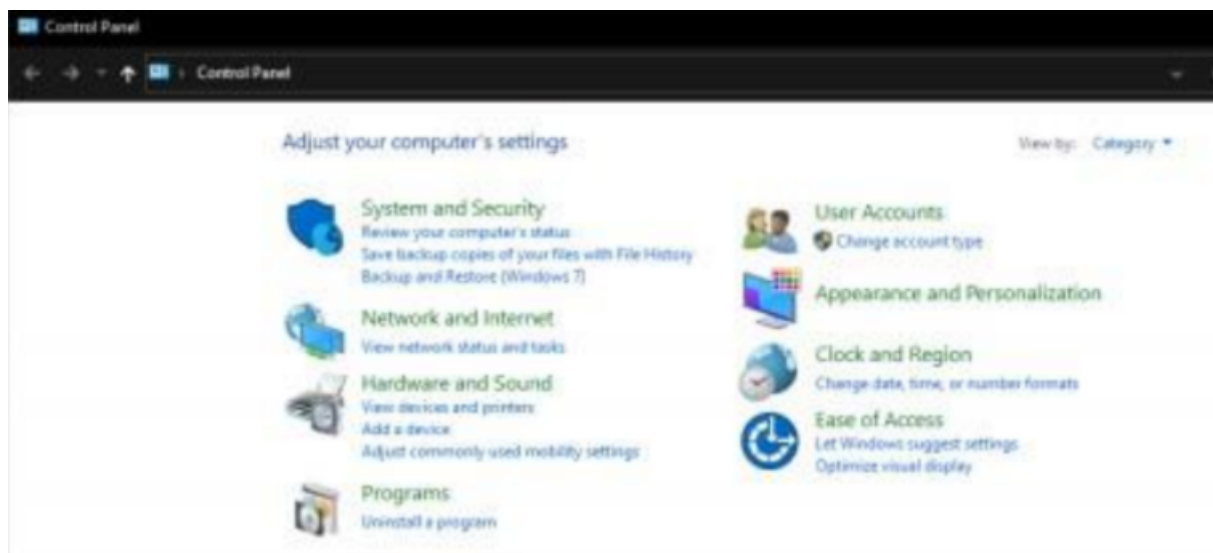 Control Panel
Control Panel
Adjust your computer's settings
View by: Category
System and Security
Review your computer's status
Save backup copies of your files with File History
Backup and Restore (Windows 7)
Network and Internet
View network status and tasks
Hardware and Sound
View devices and printers
Add a device
Adjust commonly used mobility settings
Programs
Uninstall a program
User Accounts
Change account type
Appearance and Personalization
Clock and Region
Change date, time, or number formats
Ease of Access
Let Windows suggest settings
Optimize visual display